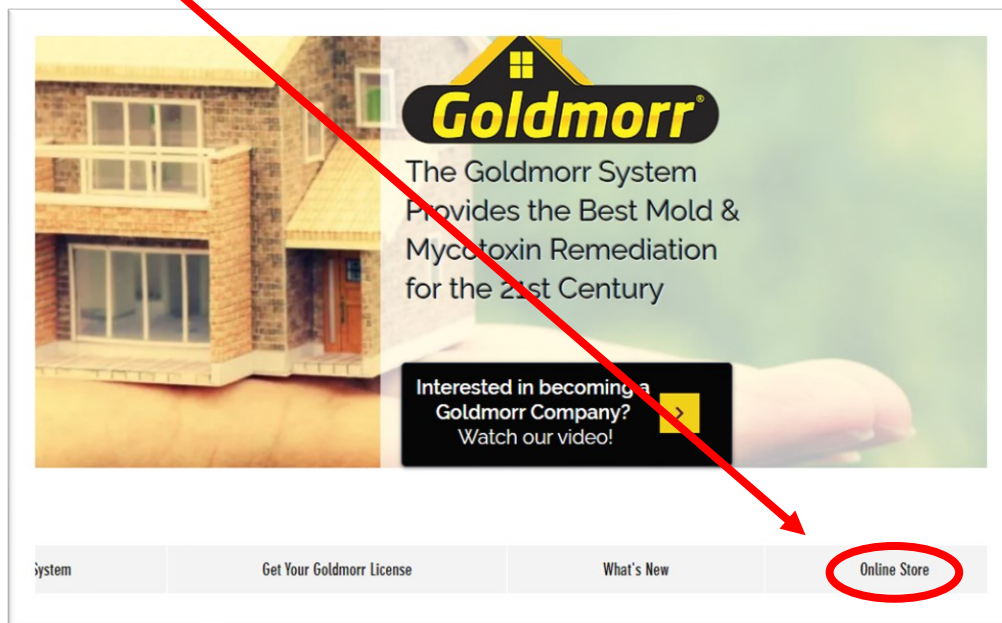 Goldmorr®
The Goldmorr System
Provides the Best Mold &
Mycotoxin Remediation
for the 21st Century
Interested in becoming a
Goldmorr Company?
Watch our video!
System
Get Your Goldmorr License
What's New
Online Store